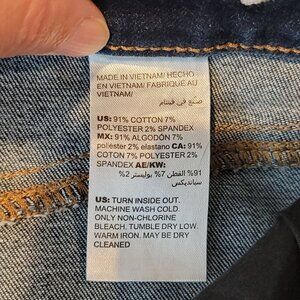 MADE IN VIETNAM/ HECHO
EN VIETNAM/ FABRIQUÉ AU
VIETNAM/
صنع في فيتنام
US: 91% COTTON 7%
POLYESTER 2% SPANDEX
MX: 91% ALGODÓN 7%
poliéster 2% elastano CA: 91%
COTON 7% POLYESTER 2%
SPANDEX AE/KW:
91% القطن 7% بوليستر 2%
سبانديكس
US: TURN INSIDE OUT.
MACHINE WASH COLD.
ONLY NON-CHLORINE
BLEACH. TUMBLE DRY LOW.
WARM IRON. MAY BE DRY
CLEANED